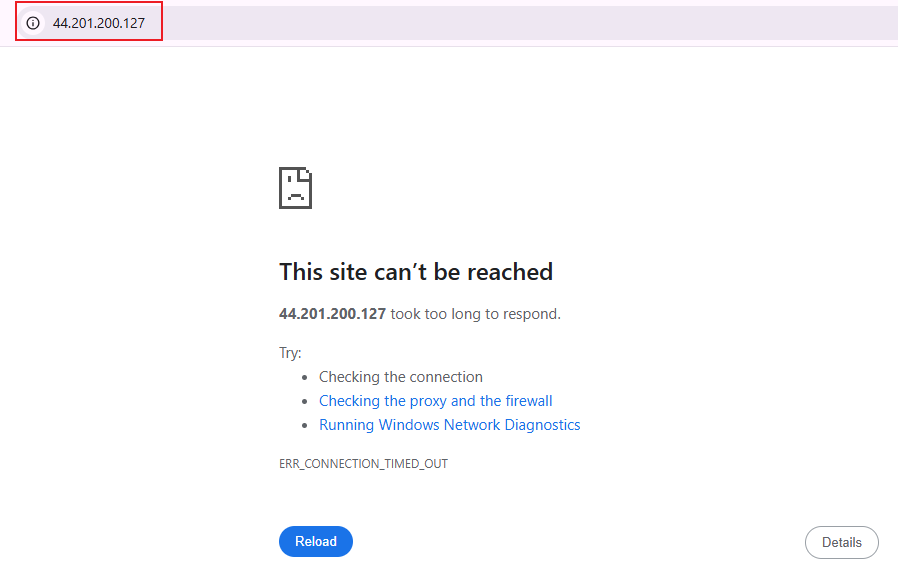 44.201.200.127
This site can’t be reached
44.201.200.127 took too long to respond.
Try:
• Checking the connection
• Checking the proxy and the firewall
• Running Windows Network Diagnostics
ERR_CONNECTION_TIMED_OUT
Reload
Details